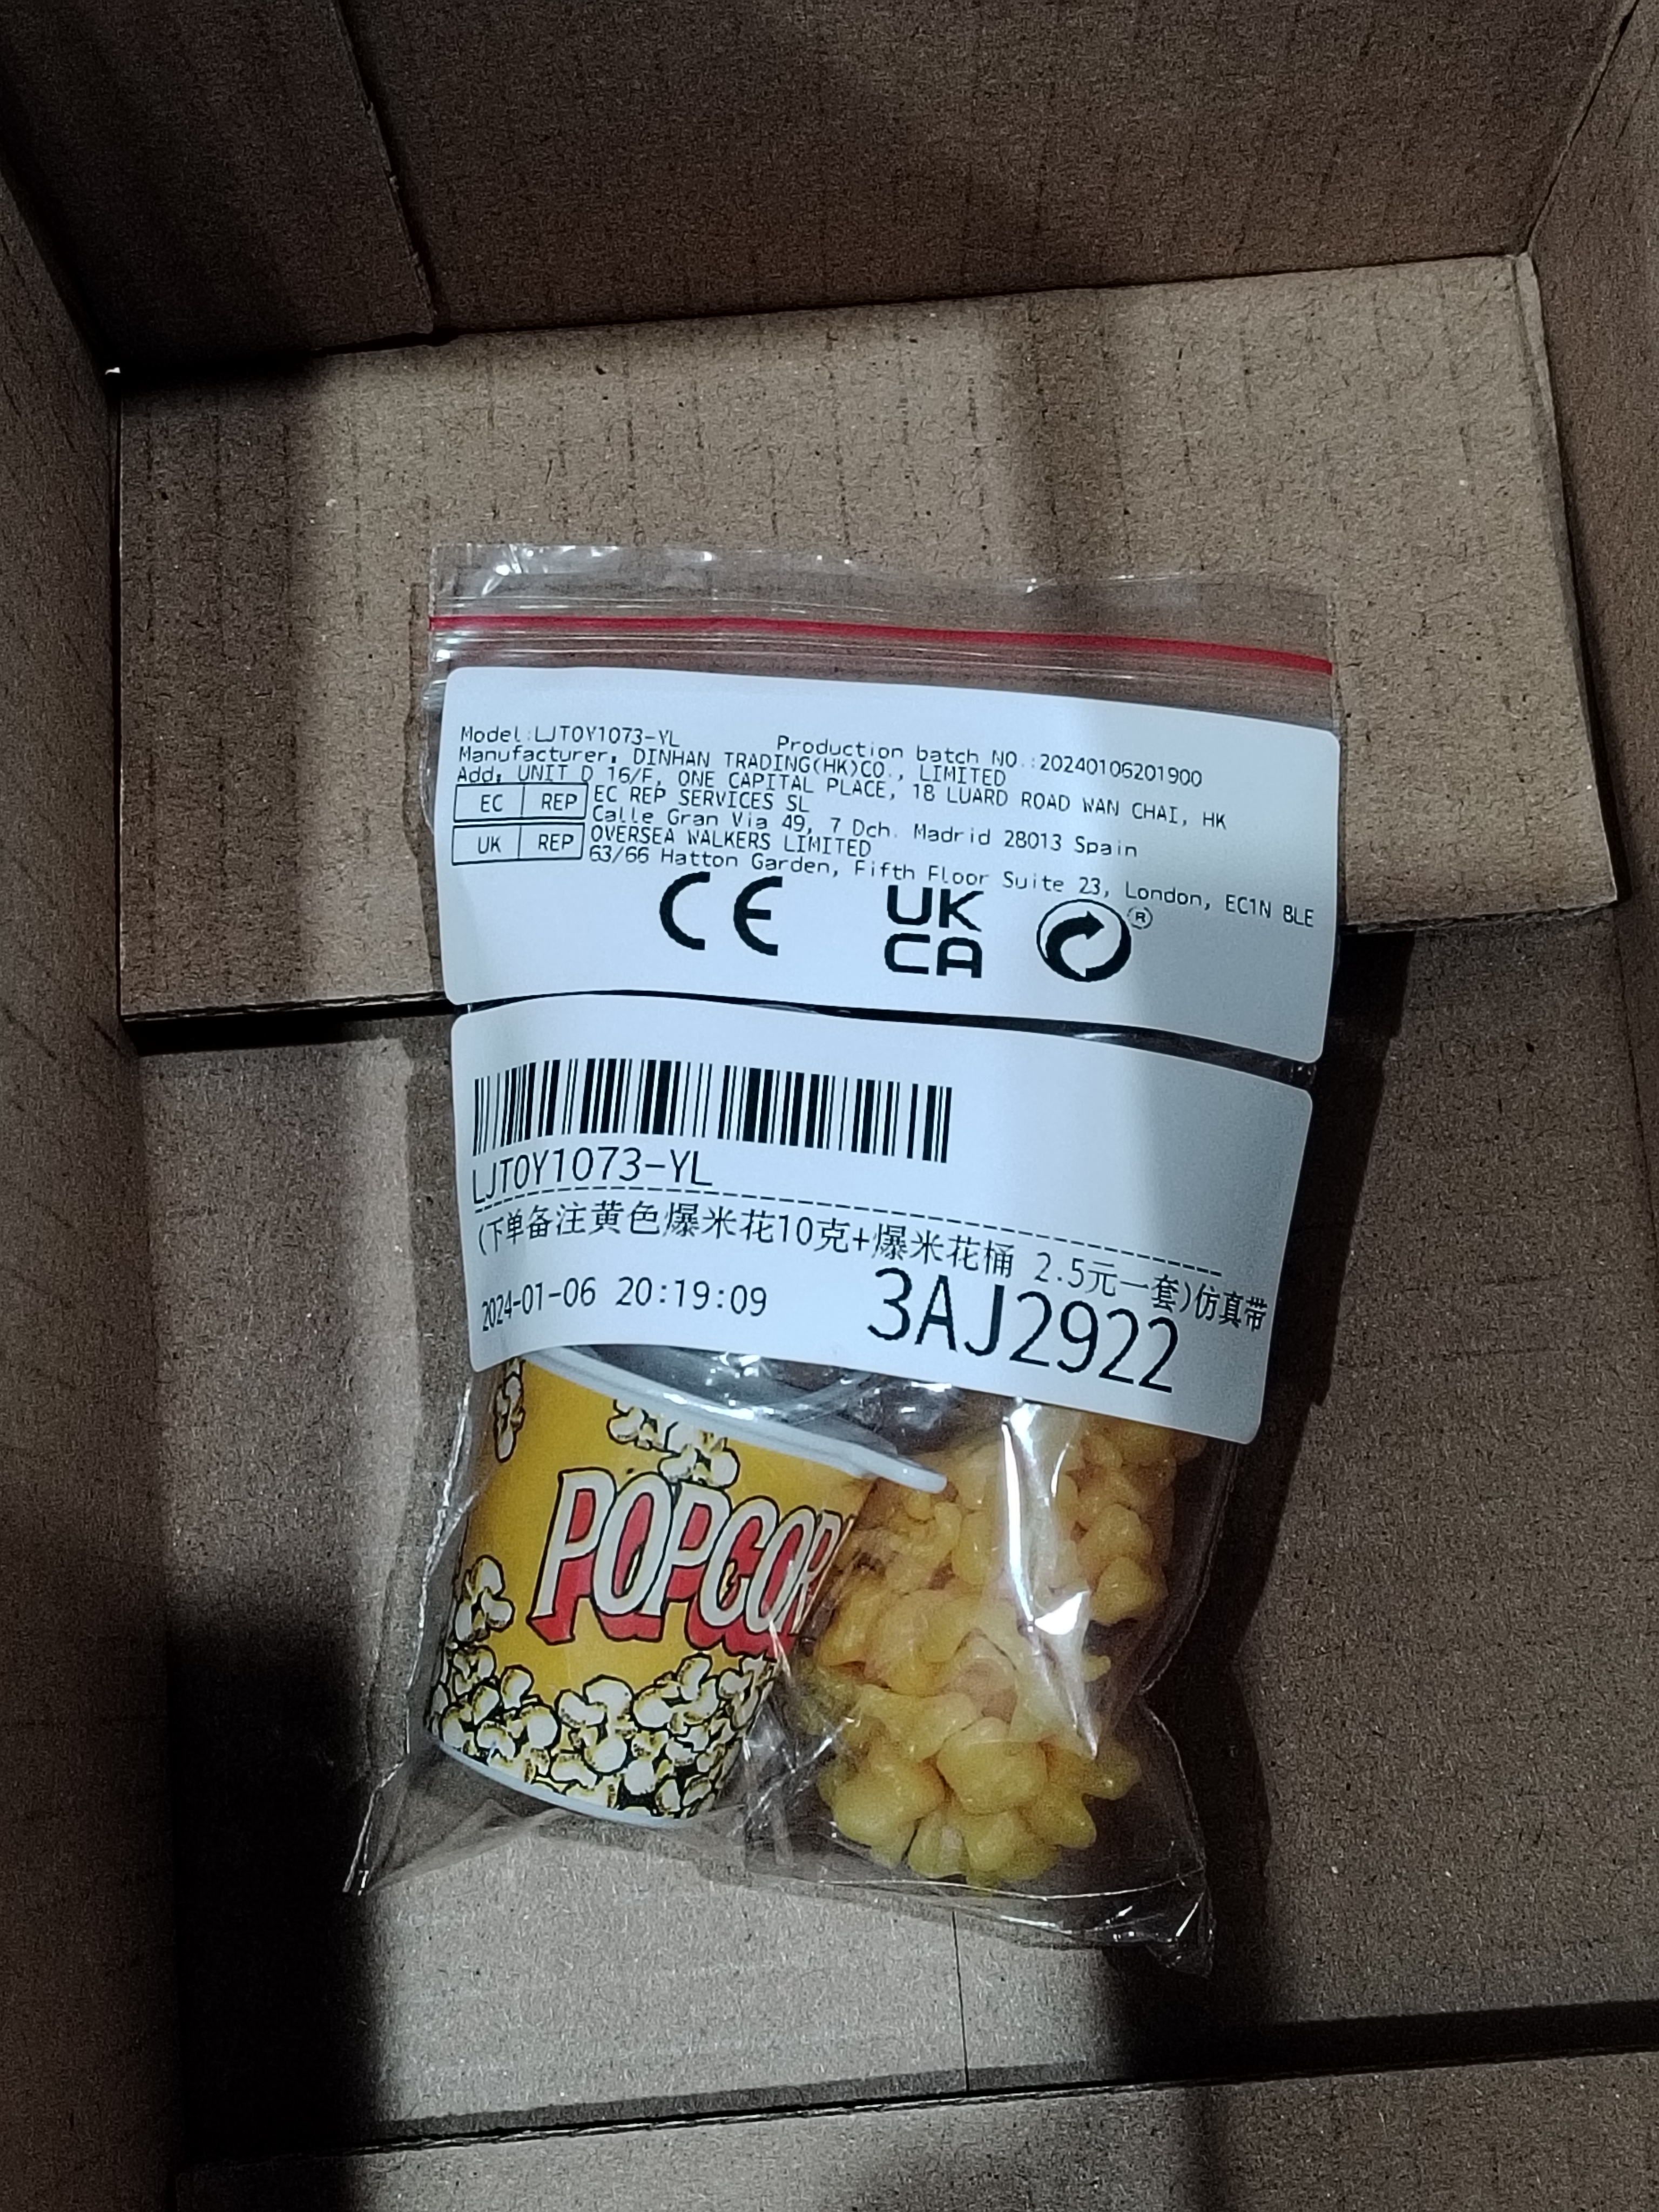 Model:LJTOY1073-YL Production batch NO.:20240106201900
Manufacturer: DINHAN TRADING(HK)CO., LIMITED
Add: UNIT D 16/F, ONE CAPITAL PLACE, 18 LUARD ROAD WAN CHAI, HK
EC REP EC REP SERVICES SL
Calle Gran Via 49, 7 Dch. Madrid 28013 Spain
UK REP OVERSEA WALKERS LIMITED
63/66 Hatton Garden, Fifth Floor Suite 23, London, EC1N 8LE
CE UK CA ®
LJTOY1073-YL
(下单备注黄色爆米花10克+爆米花桶 2.5元一套)仿真带
2024-01-06 20:19:09 3AJ2922
POPCOR